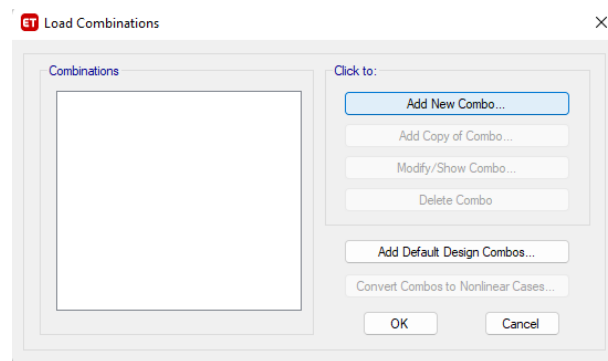 ET Load Combinations
Combinations
Click to:
Add New Combo...
Add Copy of Combo...
Modify/Show Combo...
Delete Combo
Add Default Design Combos...
Convert Combos to Nonlinear Cases...
OK Cancel